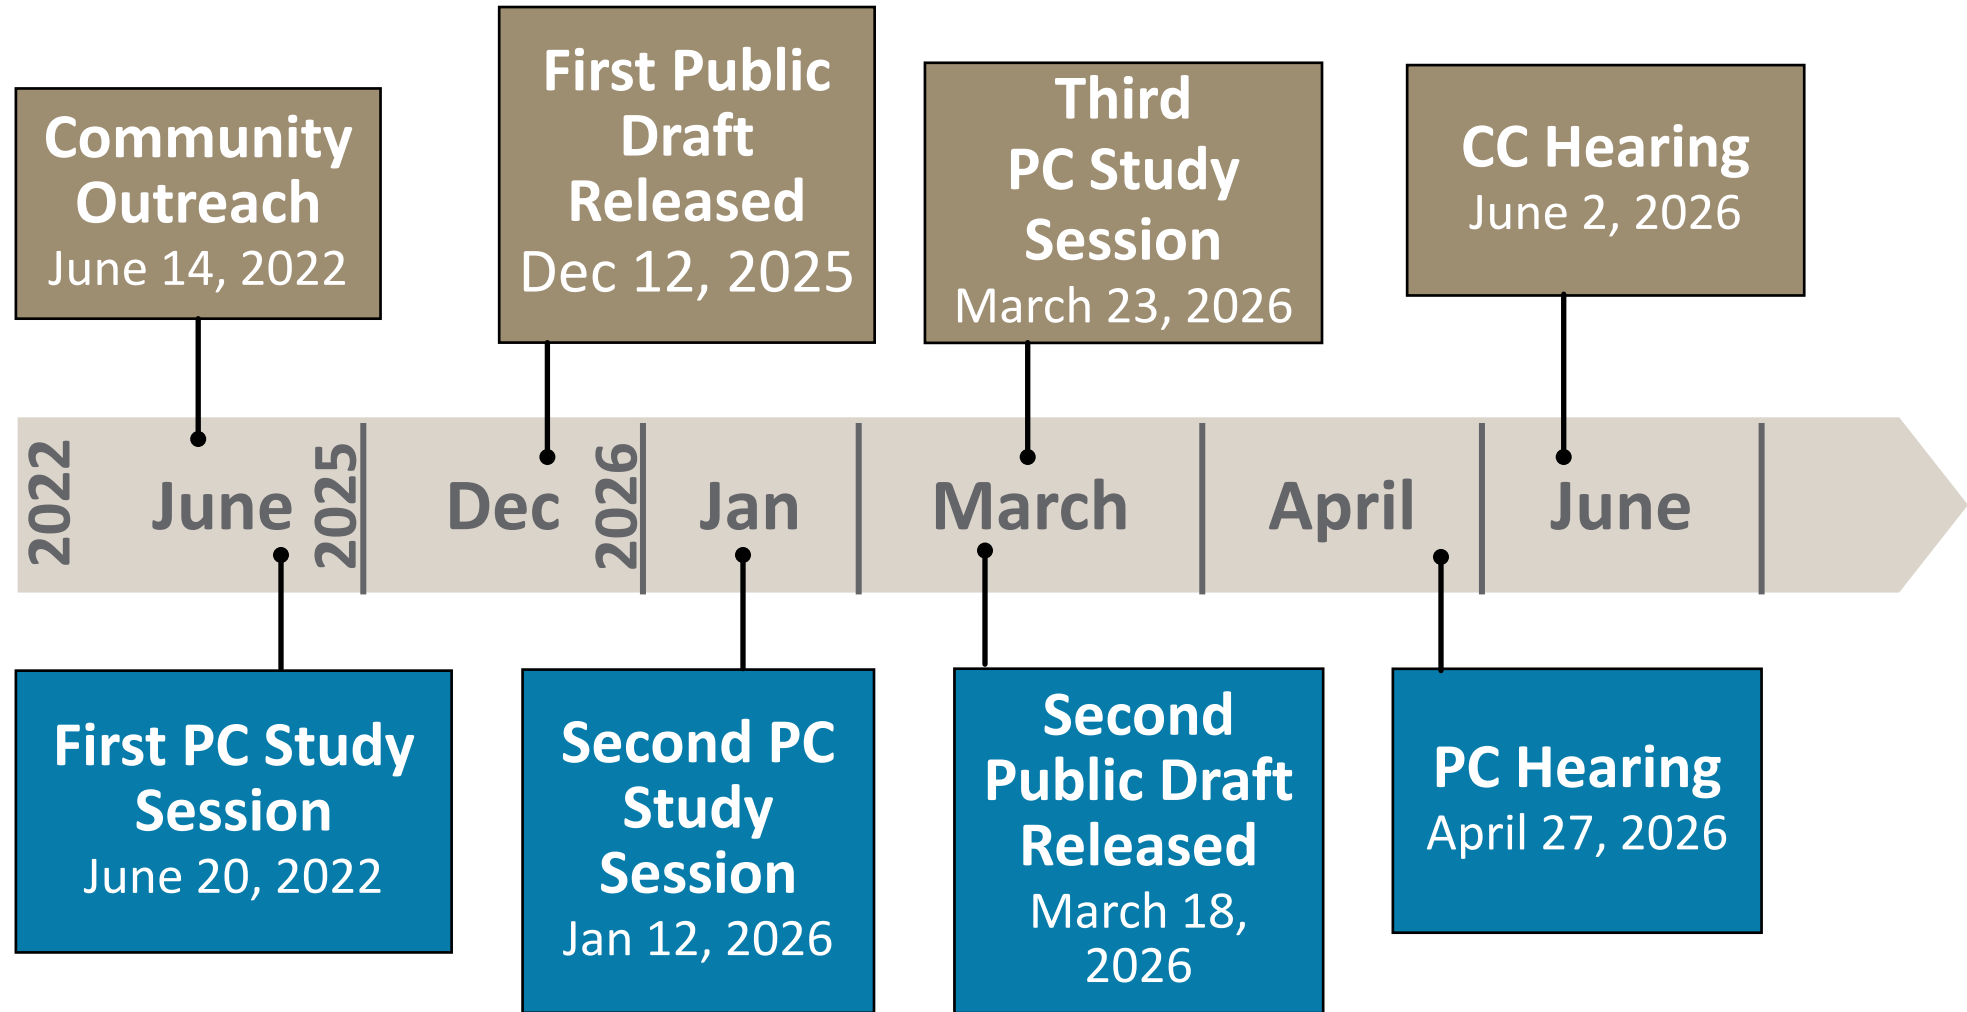 Community
Outreach
June 14, 2022
First Public
Draft
Released
Dec 12, 2025
Third
PC Study
Session
March 23, 2026
CC Hearing
June 2, 2026
2022
June
2025
Dec
2026
Jan
March
April
June
First PC Study
Session
June 20, 2022
Second PC
Study
Session
Jan 12, 2026
Second
Public Draft
Released
March 18,
2026
PC Hearing
April 27, 2026